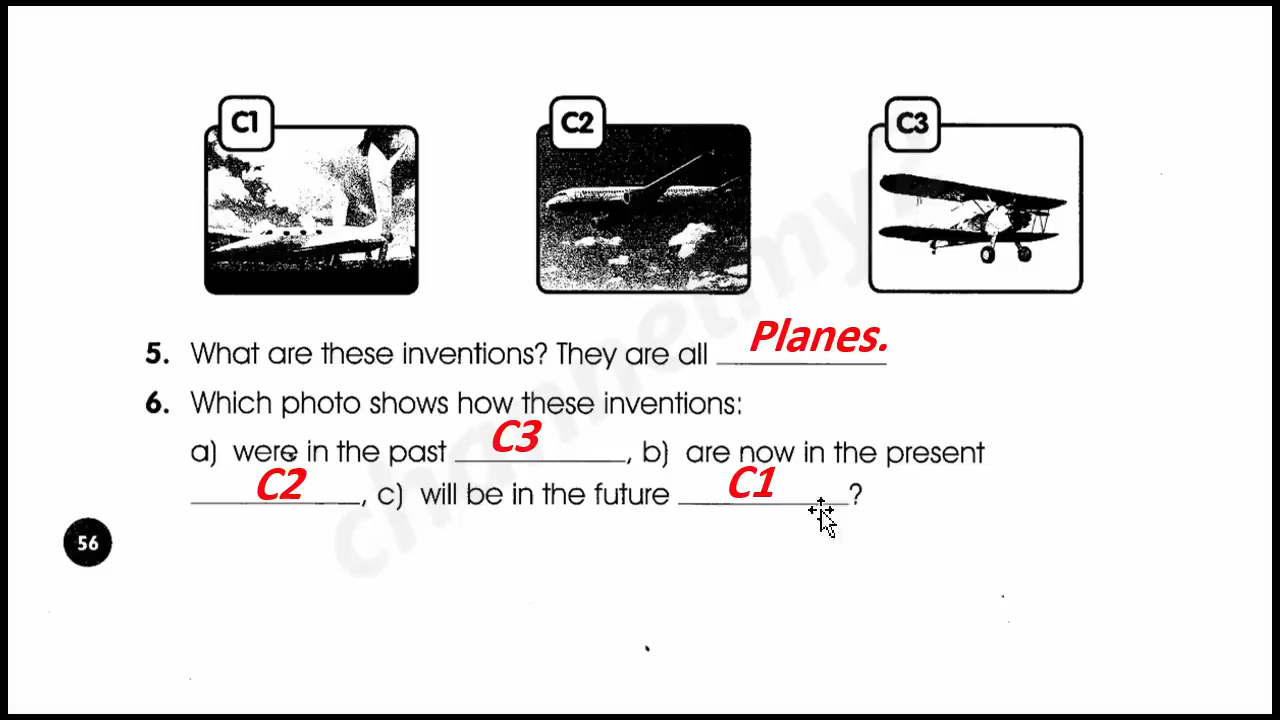 C1 C2 C3
5. What are these inventions? They are all Planes.
6. Which photo shows how these inventions:
a) were in the past C3, b) are now in the present
C2, c) will be in the future C1?
56